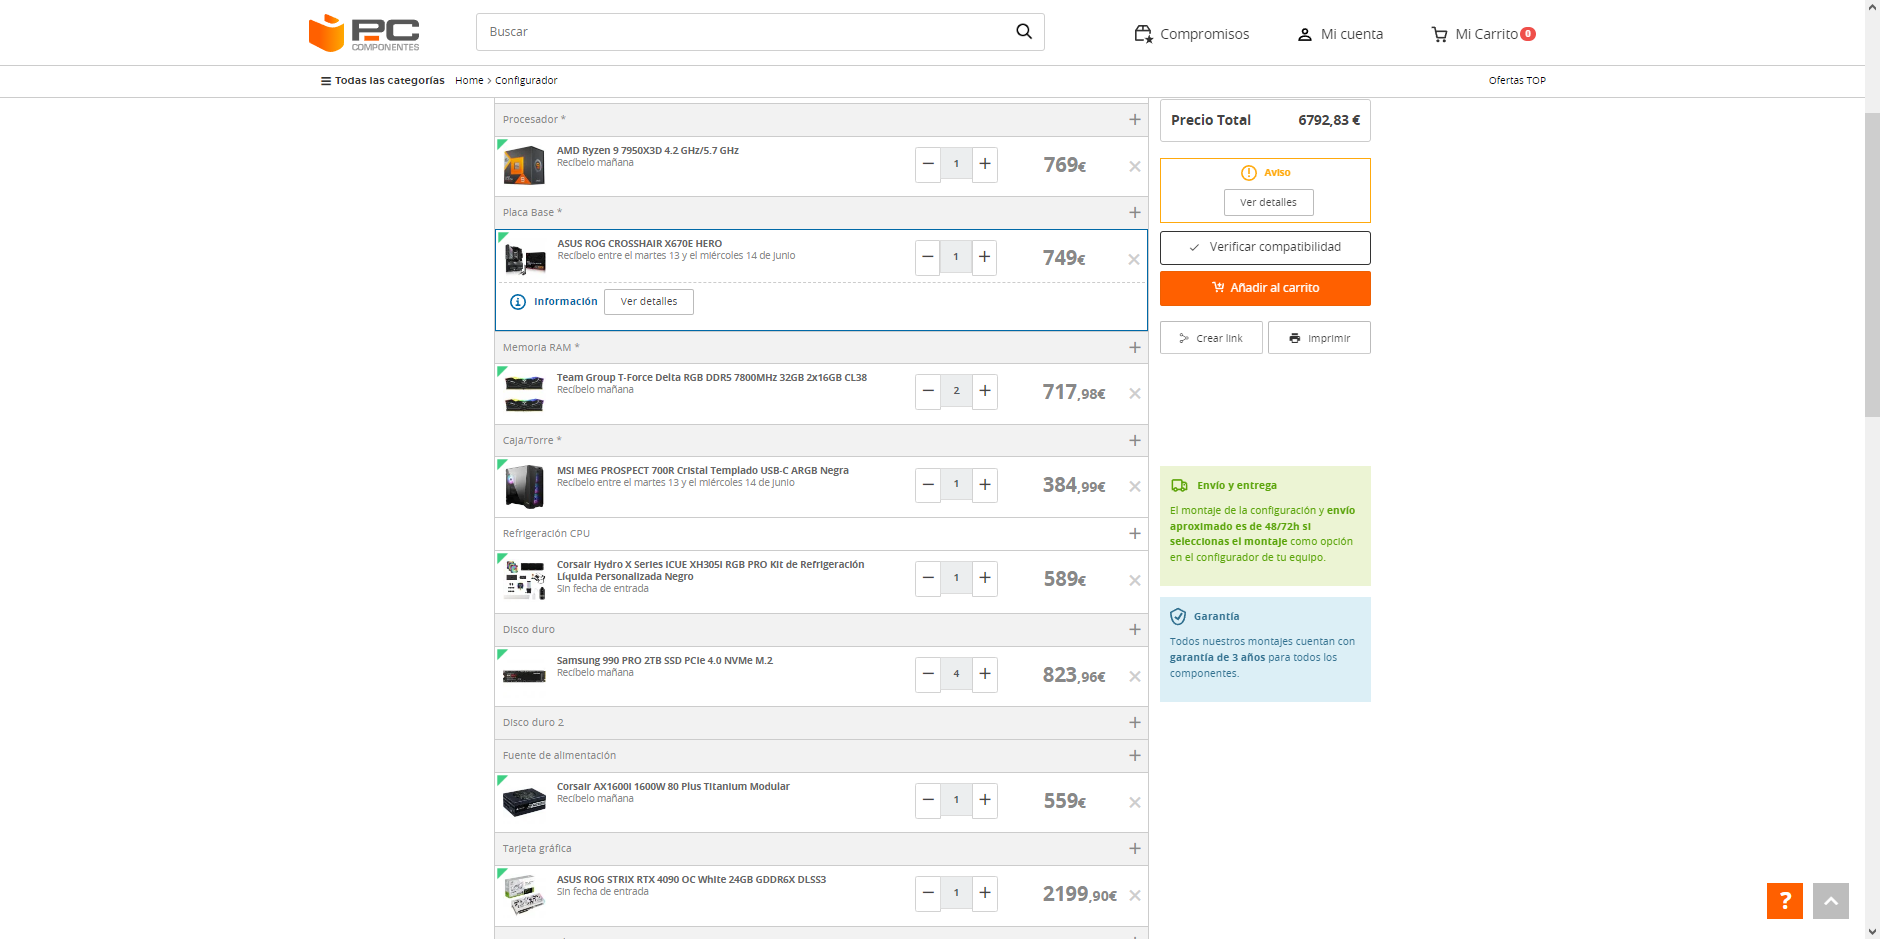 PC
COMPONENTES
Buscar
Compromisos
Mi cuenta
Mi Carrito 0
Todas las categorías
Home > Configurador
Ofertas TOP
Procesador *
AMD Ryzen 9 7950X3D 4.2 GHz/5.7 GHz
Recíbelo mañana
1
769€
Placa Base *
ASUS ROG CROSSHAIR X670E HERO
Recíbelo entre el martes 13 y el miércoles 14 de junio
1
749€
Información
Ver detalles
Memoria RAM *
Team Group T-Force Delta RGB DDR5 7800MHz 32GB 2x16GB CL38
Recíbelo mañana
2
717,98€
Caja/Torre *
MSI MEG PROSPECT 700R Cristal Templado USB-C ARGB Negra
Recíbelo entre el martes 13 y el miércoles 14 de junio
1
384,99€
Refrigeración CPU
Corsair Hydro X Series iCUE XH305i RGB PRO Kit de Refrigeración
Líquida Personalizada Negro
Sin fecha de entrada
1
589€
Disco duro
Samsung 990 PRO 2TB SSD PCIe 4.0 NVMe M.2
Recíbelo mañana
4
823,96€
Disco duro 2
Fuente de alimentación
Corsair AX1600i 1600W 80 Plus Titanium Modular
Recíbelo mañana
1
559€
Tarjeta gráfica
ASUS ROG STRIX RTX 4090 OC White 24GB GDDR6X DLSS3
Sin fecha de entrada
1
2199,90€
Precio Total 6792,83 €
Aviso
Ver detalles
Verificar compatibilidad
Añadir al carrito
Crear link
Imprimir
Envío y entrega
El montaje de la configuración y envío
aproximado es de 48/72h si
seleccionas el montaje como opción
en el configurador de tu equipo.
Garantía
Todos nuestros montajes cuentan con
garantía de 3 años para todos los
componentes.
?